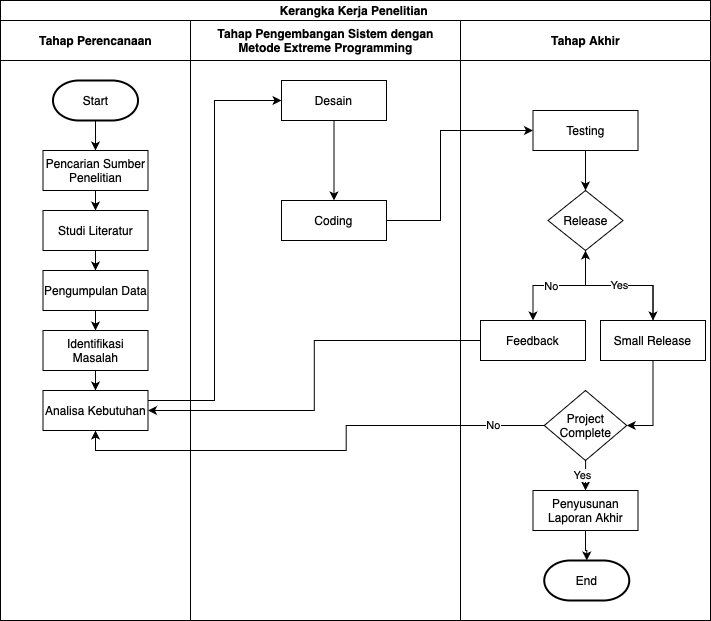 Kerangka Kerja Penelitian
Tahap Perencanaan
Tahap Pengembangan Sistem dengan
Metode Extreme Programming
Tahap Akhir
Start
Pencarian Sumber
Penelitian
Studi Literatur
Pengumpulan Data
Identifikasi
Masalah
Analisa Kebutuhan
Desain
Coding
Testing
Release
No
Yes
Feedback
Small Release
Project
Complete
No
Yes
Penyusunan
Laporan Akhir
End